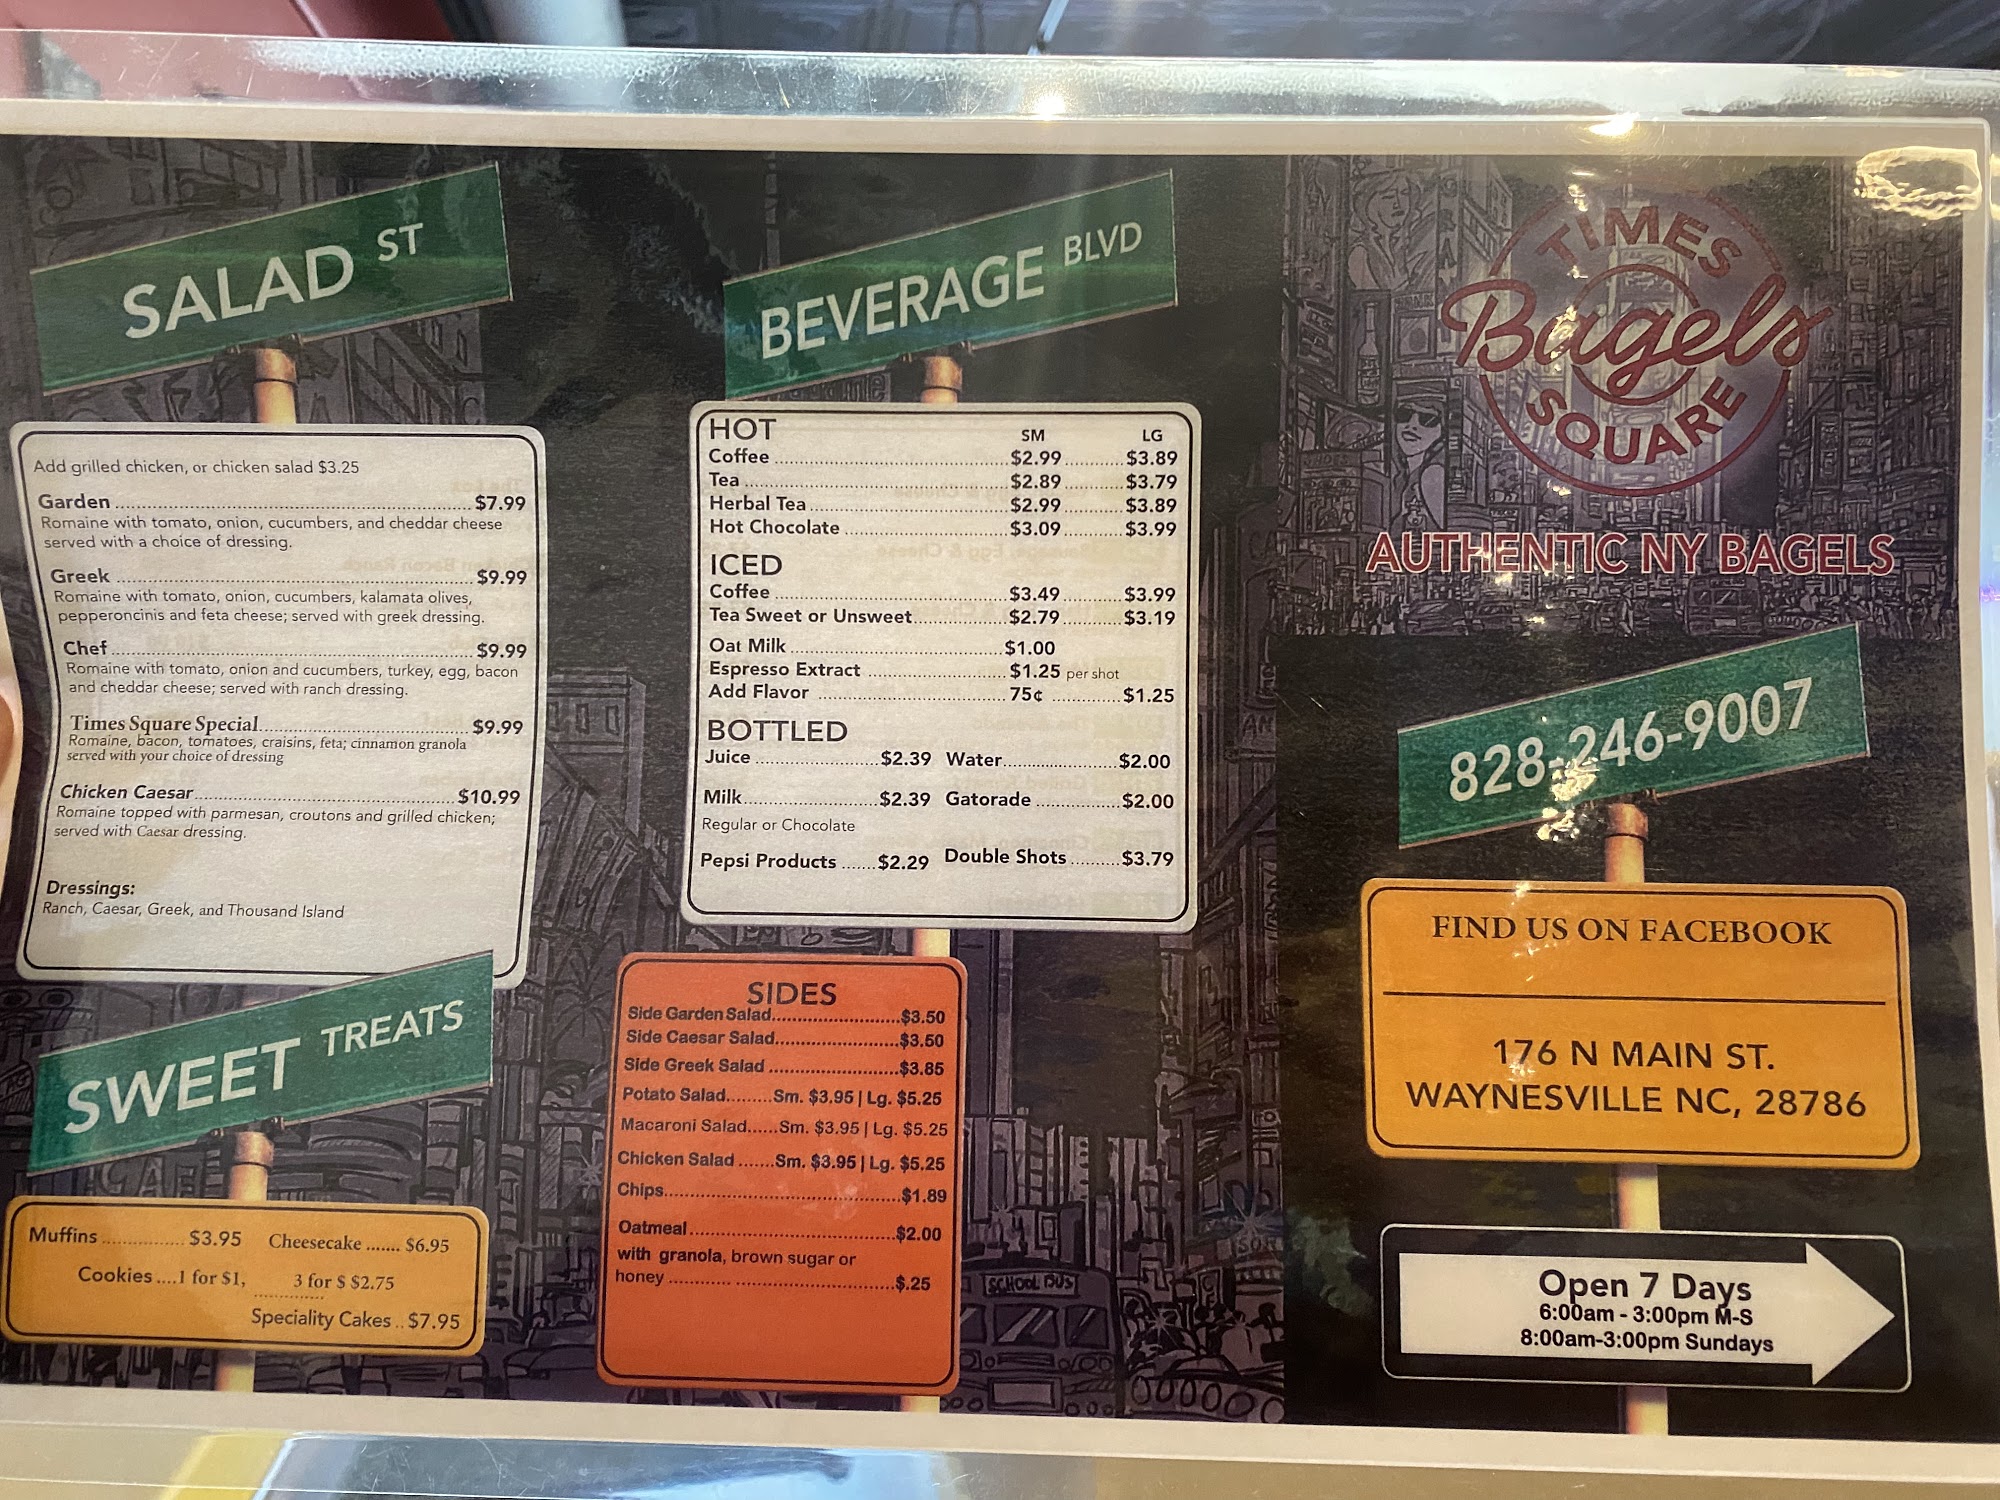 SALAD ST
Add grilled chicken, or chicken salad $3.25
Garden $7.99
Romaine with tomato, onion, cucumbers, and cheddar cheese
served with a choice of dressing.
Greek $9.99
Romaine with tomato, onion, cucumbers, kalamata olives,
pepperoncinis and feta cheese; served with greek dressing.
Chef $9.99
Romaine with tomato, onion and cucumbers, turkey, egg, bacon
and cheddar cheese; served with ranch dressing.
Times Square Special $9.99
Romaine, bacon, tomatoes, craisins, feta; cinnamon granola
served with your choice of dressing
Chicken Caesar $10.99
Romaine topped with parmesan, croutons and grilled chicken;
served with Caesar dressing.
Dressings:
Ranch, Caesar, Greek, and Thousand Island
SWEET TREATS
Muffins $3.95 Cheesecake $6.95
Cookies 1 for $1, 3 for $ $2.75
Speciality Cakes $7.95
BEVERAGE BLVD
HOT SM LG
Coffee $2.99 $3.89
Tea $2.89 $3.79
Herbal Tea $2.99 $3.89
Hot Chocolate $3.09 $3.99
ICED
Coffee $3.49 $3.99
Tea Sweet or Unsweet $2.79 $3.19
Oat Milk $1.00
Espresso Extract $1.25 per shot
Add Flavor 75¢ $1.25
BOTTLED
Juice $2.39 Water $2.00
Milk $2.39 Gatorade $2.00
Regular or Chocolate
Pepsi Products $2.29 Double Shots $3.79
SIDES
Side Garden Salad $3.50
Side Caesar Salad $3.50
Side Greek Salad $3.85
Potato Salad Sm. $3.95 | Lg. $5.25
Macaroni Salad Sm. $3.95 | Lg. $5.25
Chicken Salad Sm. $3.95 | Lg. $5.25
Chips $1.89
Oatmeal $2.00
with granola, brown sugar or
honey $.25
SCHOOL BUS
TIMES
Bagels
SQUARE
AUTHENTIC NY BAGELS
828-246-9007
FIND US ON FACEBOOK
176 N MAIN ST.
WAYNESVILLE NC, 28786
Open 7 Days
6:00am - 3:00pm M-S
8:00am-3:00pm Sundays